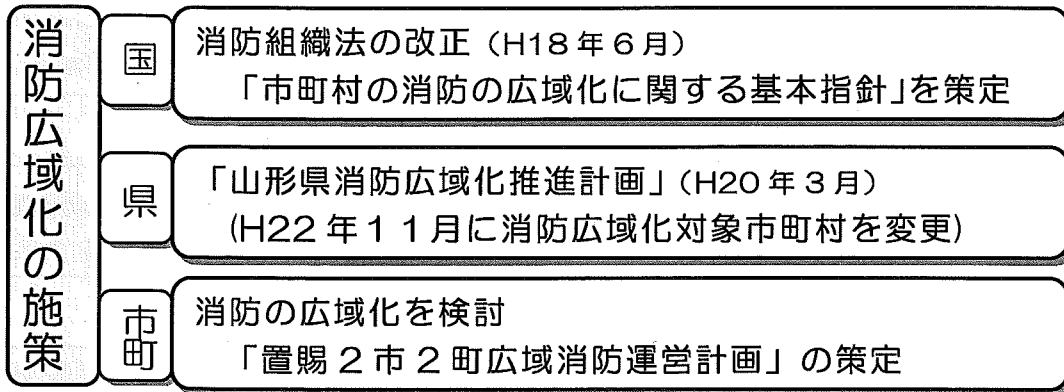 消防広域化の施策
国
消防組織法の改正（H18年6月）
「市町村の消防の広域化に関する基本指針」を策定
県
「山形県消防広域化推進計画」（H20年3月）
(H22年11月に消防広域化対象市町村を変更)
市町
消防の広域化を検討
「置賜2市2町広域消防運営計画」の策定